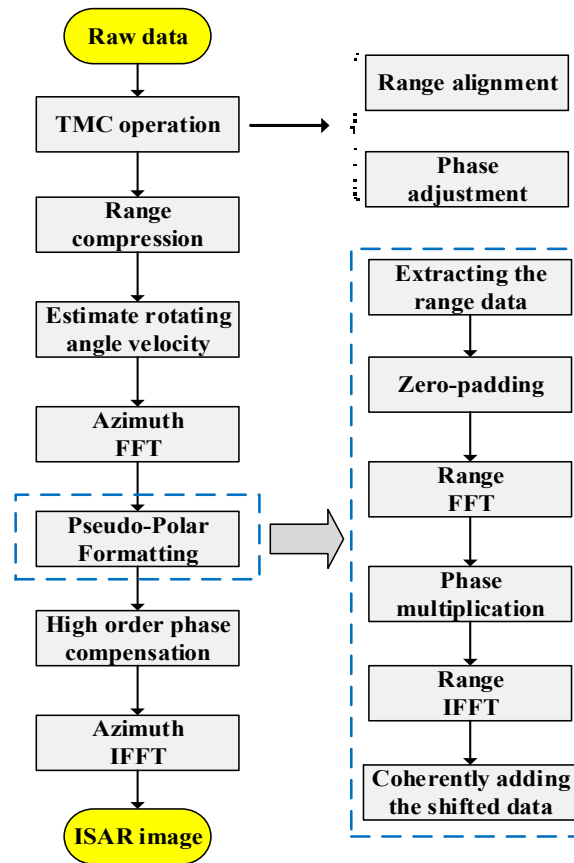 Raw data
TMC operation
Range
compression
Estimate rotating
angle velocity
Azimuth
FFT
Pseudo-Polar
Formatting
High order phase
compensation
Azimuth
IFFT
ISAR image
Range alignment
Phase
adjustment
Extracting the
range data
Zero-padding
Range
FFT
Phase
multiplication
Range
IFFT
Coherently adding
the shifted data